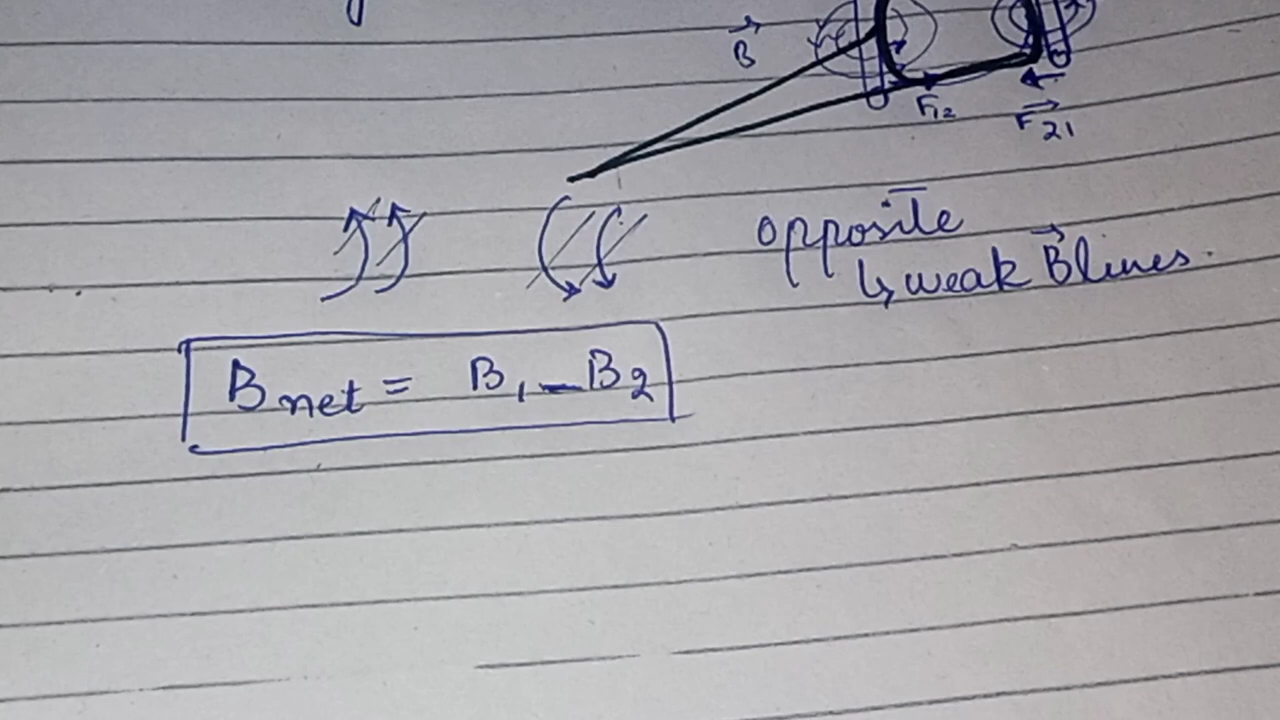 B
F12
F21
opposite
↳ weak B lines.
Bnet = B1 - B2